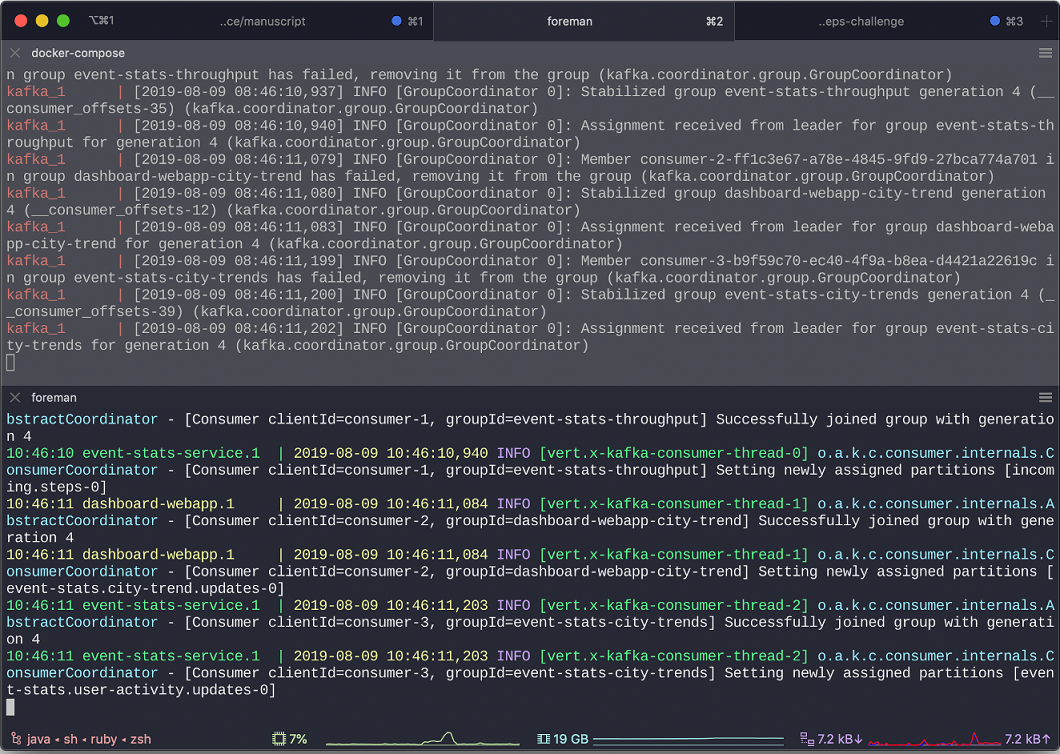 ⌥⌘1 ..ce/manuscript ⌘1 foreman ⌘2 ..eps-challenge ⌘3
docker-compose
n group event-stats-throughput has failed, removing it from the group (kafka.coordinator.group.GroupCoordinator)
kafka_1 | [2019-08-09 08:46:10,937] INFO [GroupCoordinator 0]: Stabilized group event-stats-throughput generation 4 (__
consumer_offsets-35) (kafka.coordinator.group.GroupCoordinator)
kafka_1 | [2019-08-09 08:46:10,940] INFO [GroupCoordinator 0]: Assignment received from leader for group event-stats-th
roughput for generation 4 (kafka.coordinator.group.GroupCoordinator)
kafka_1 | [2019-08-09 08:46:11,079] INFO [GroupCoordinator 0]: Member consumer-2-ff1c3e67-a78e-4845-9fd9-27bca774a701 i
n group dashboard-webapp-city-trend has failed, removing it from the group (kafka.coordinator.group.GroupCoordinator)
kafka_1 | [2019-08-09 08:46:11,080] INFO [GroupCoordinator 0]: Stabilized group dashboard-webapp-city-trend generation
4 (__consumer_offsets-12) (kafka.coordinator.group.GroupCoordinator)
kafka_1 | [2019-08-09 08:46:11,083] INFO [GroupCoordinator 0]: Assignment received from leader for group dashboard-weba
pp-city-trend for generation 4 (kafka.coordinator.group.GroupCoordinator)
kafka_1 | [2019-08-09 08:46:11,199] INFO [GroupCoordinator 0]: Member consumer-3-b9f59c70-ec40-4f9a-b8ea-d4421a22619c i
n group event-stats-city-trends has failed, removing it from the group (kafka.coordinator.group.GroupCoordinator)
kafka_1 | [2019-08-09 08:46:11,200] INFO [GroupCoordinator 0]: Stabilized group event-stats-city-trends generation 4 (_
_consumer_offsets-39) (kafka.coordinator.group.GroupCoordinator)
kafka_1 | [2019-08-09 08:46:11,202] INFO [GroupCoordinator 0]: Assignment received from leader for group event-stats-ci
ty-trends for generation 4 (kafka.coordinator.group.GroupCoordinator)
foreman
bstractCoordinator - [Consumer clientId=consumer-1, groupId=event-stats-throughput] Successfully joined group with generatio
n 4
10:46:10 event-stats-service.1 | 2019-08-09 10:46:10,940 INFO [vert.x-kafka-consumer-thread-0] o.a.k.c.consumer.internals.C
onsumerCoordinator - [Consumer clientId=consumer-1, groupId=event-stats-throughput] Setting newly assigned partitions [incom
ing.steps-0]
10:46:11 dashboard-webapp.1 | 2019-08-09 10:46:11,084 INFO [vert.x-kafka-consumer-thread-1] o.a.k.c.consumer.internals.A
bstractCoordinator - [Consumer clientId=consumer-2, groupId=dashboard-webapp-city-trend] Successfully joined group with gene
ration 4
10:46:11 dashboard-webapp.1 | 2019-08-09 10:46:11,084 INFO [vert.x-kafka-consumer-thread-1] o.a.k.c.consumer.internals.C
onsumerCoordinator - [Consumer clientId=consumer-2, groupId=dashboard-webapp-city-trend] Setting newly assigned partitions [
event-stats.city-trend.updates-0]
10:46:11 event-stats-service.1 | 2019-08-09 10:46:11,203 INFO [vert.x-kafka-consumer-thread-2] o.a.k.c.consumer.internals.A
bstractCoordinator - [Consumer clientId=consumer-3, groupId=event-stats-city-trends] Successfully joined group with generati
on 4
10:46:11 event-stats-service.1 | 2019-08-09 10:46:11,203 INFO [vert.x-kafka-consumer-thread-2] o.a.k.c.consumer.internals.C
onsumerCoordinator - [Consumer clientId=consumer-3, groupId=event-stats-city-trends] Setting newly assigned partitions [even
t-stats.user-activity.updates-0]
java ◂ sh ◂ ruby ◂ zsh 7% 19 GB 7.2 kB↓ 7.2 kB↑